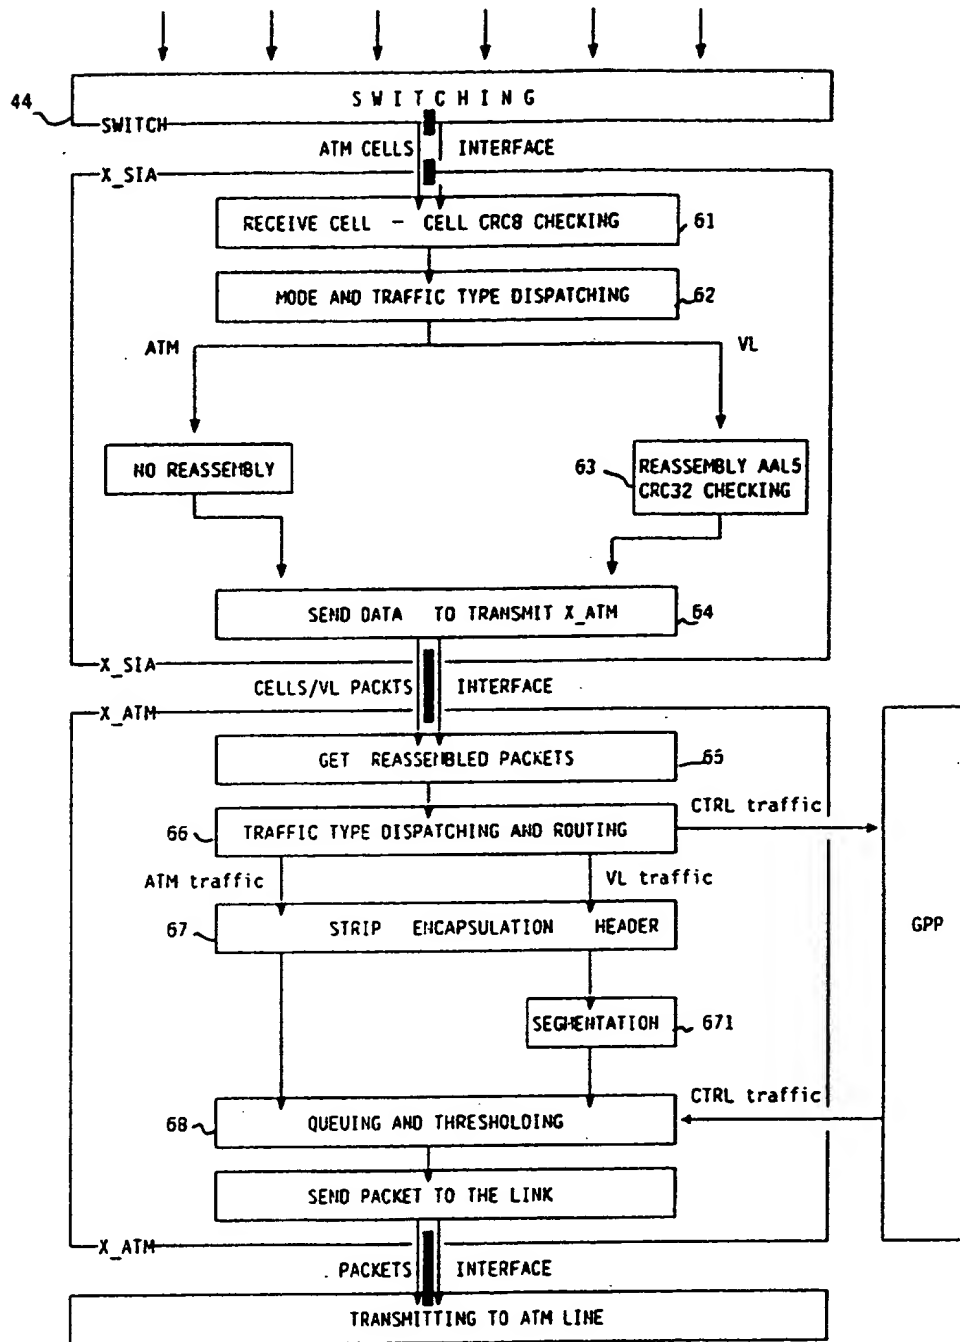 S W I T C H I N G
44
SWITCH
ATM CELLS INTERFACE
X_SIA
RECEIVE CELL - CELL CRC8 CHECKING
61
MODE AND TRAFFIC TYPE DISPATCHING
62
ATM
VL
NO REASSEMBLY
63
REASSEMBLY AAL5
CRC32 CHECKING
SEND DATA TO TRANSMIT X_ATM
64
X_SIA
CELLS/VL PACKTS INTERFACE
X_ATM
GET REASSEMBLED PACKETS
65
CTRL traffic
66
TRAFFIC TYPE DISPATCHING AND ROUTING
ATM traffic
VL traffic
67
STRIP ENCAPSULATION HEADER
GPP
SEGMENTATION
671
CTRL traffic
68
QUEUING AND THRESHOLDING
SEND PACKET TO THE LINK
X_ATM
PACKETS INTERFACE
TRANSMITTING TO ATM LINE